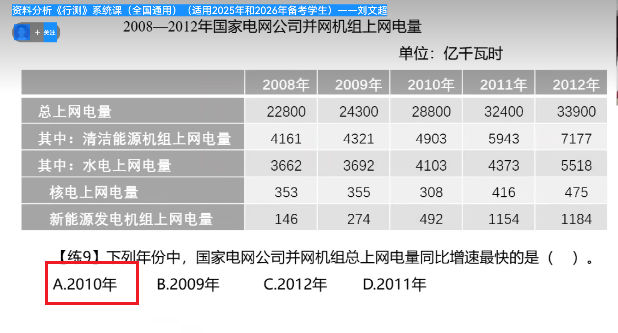 资料分析《行测》系统课（全国通用）（适用2025年和2026年备考学生）——刘文超
+ 关注
2008—2012年国家电网公司并网机组上网电量
单位：亿千瓦时
2008年 2009年 2010年 2011年 2012年
总上网电量 22800 24300 28800 32400 33900
其中：清洁能源机组上网电量 4161 4321 4903 5943 7177
其中：水电上网电量 3662 3692 4103 4373 5518
核电上网电量 353 355 308 416 475
新能源发电机组上网电量 146 274 492 1154 1184
【练9】下列年份中，国家电网公司并网机组总上网电量同比增速最快的是（ ）。
A.2010年 B.2009年 C.2012年 D.2011年